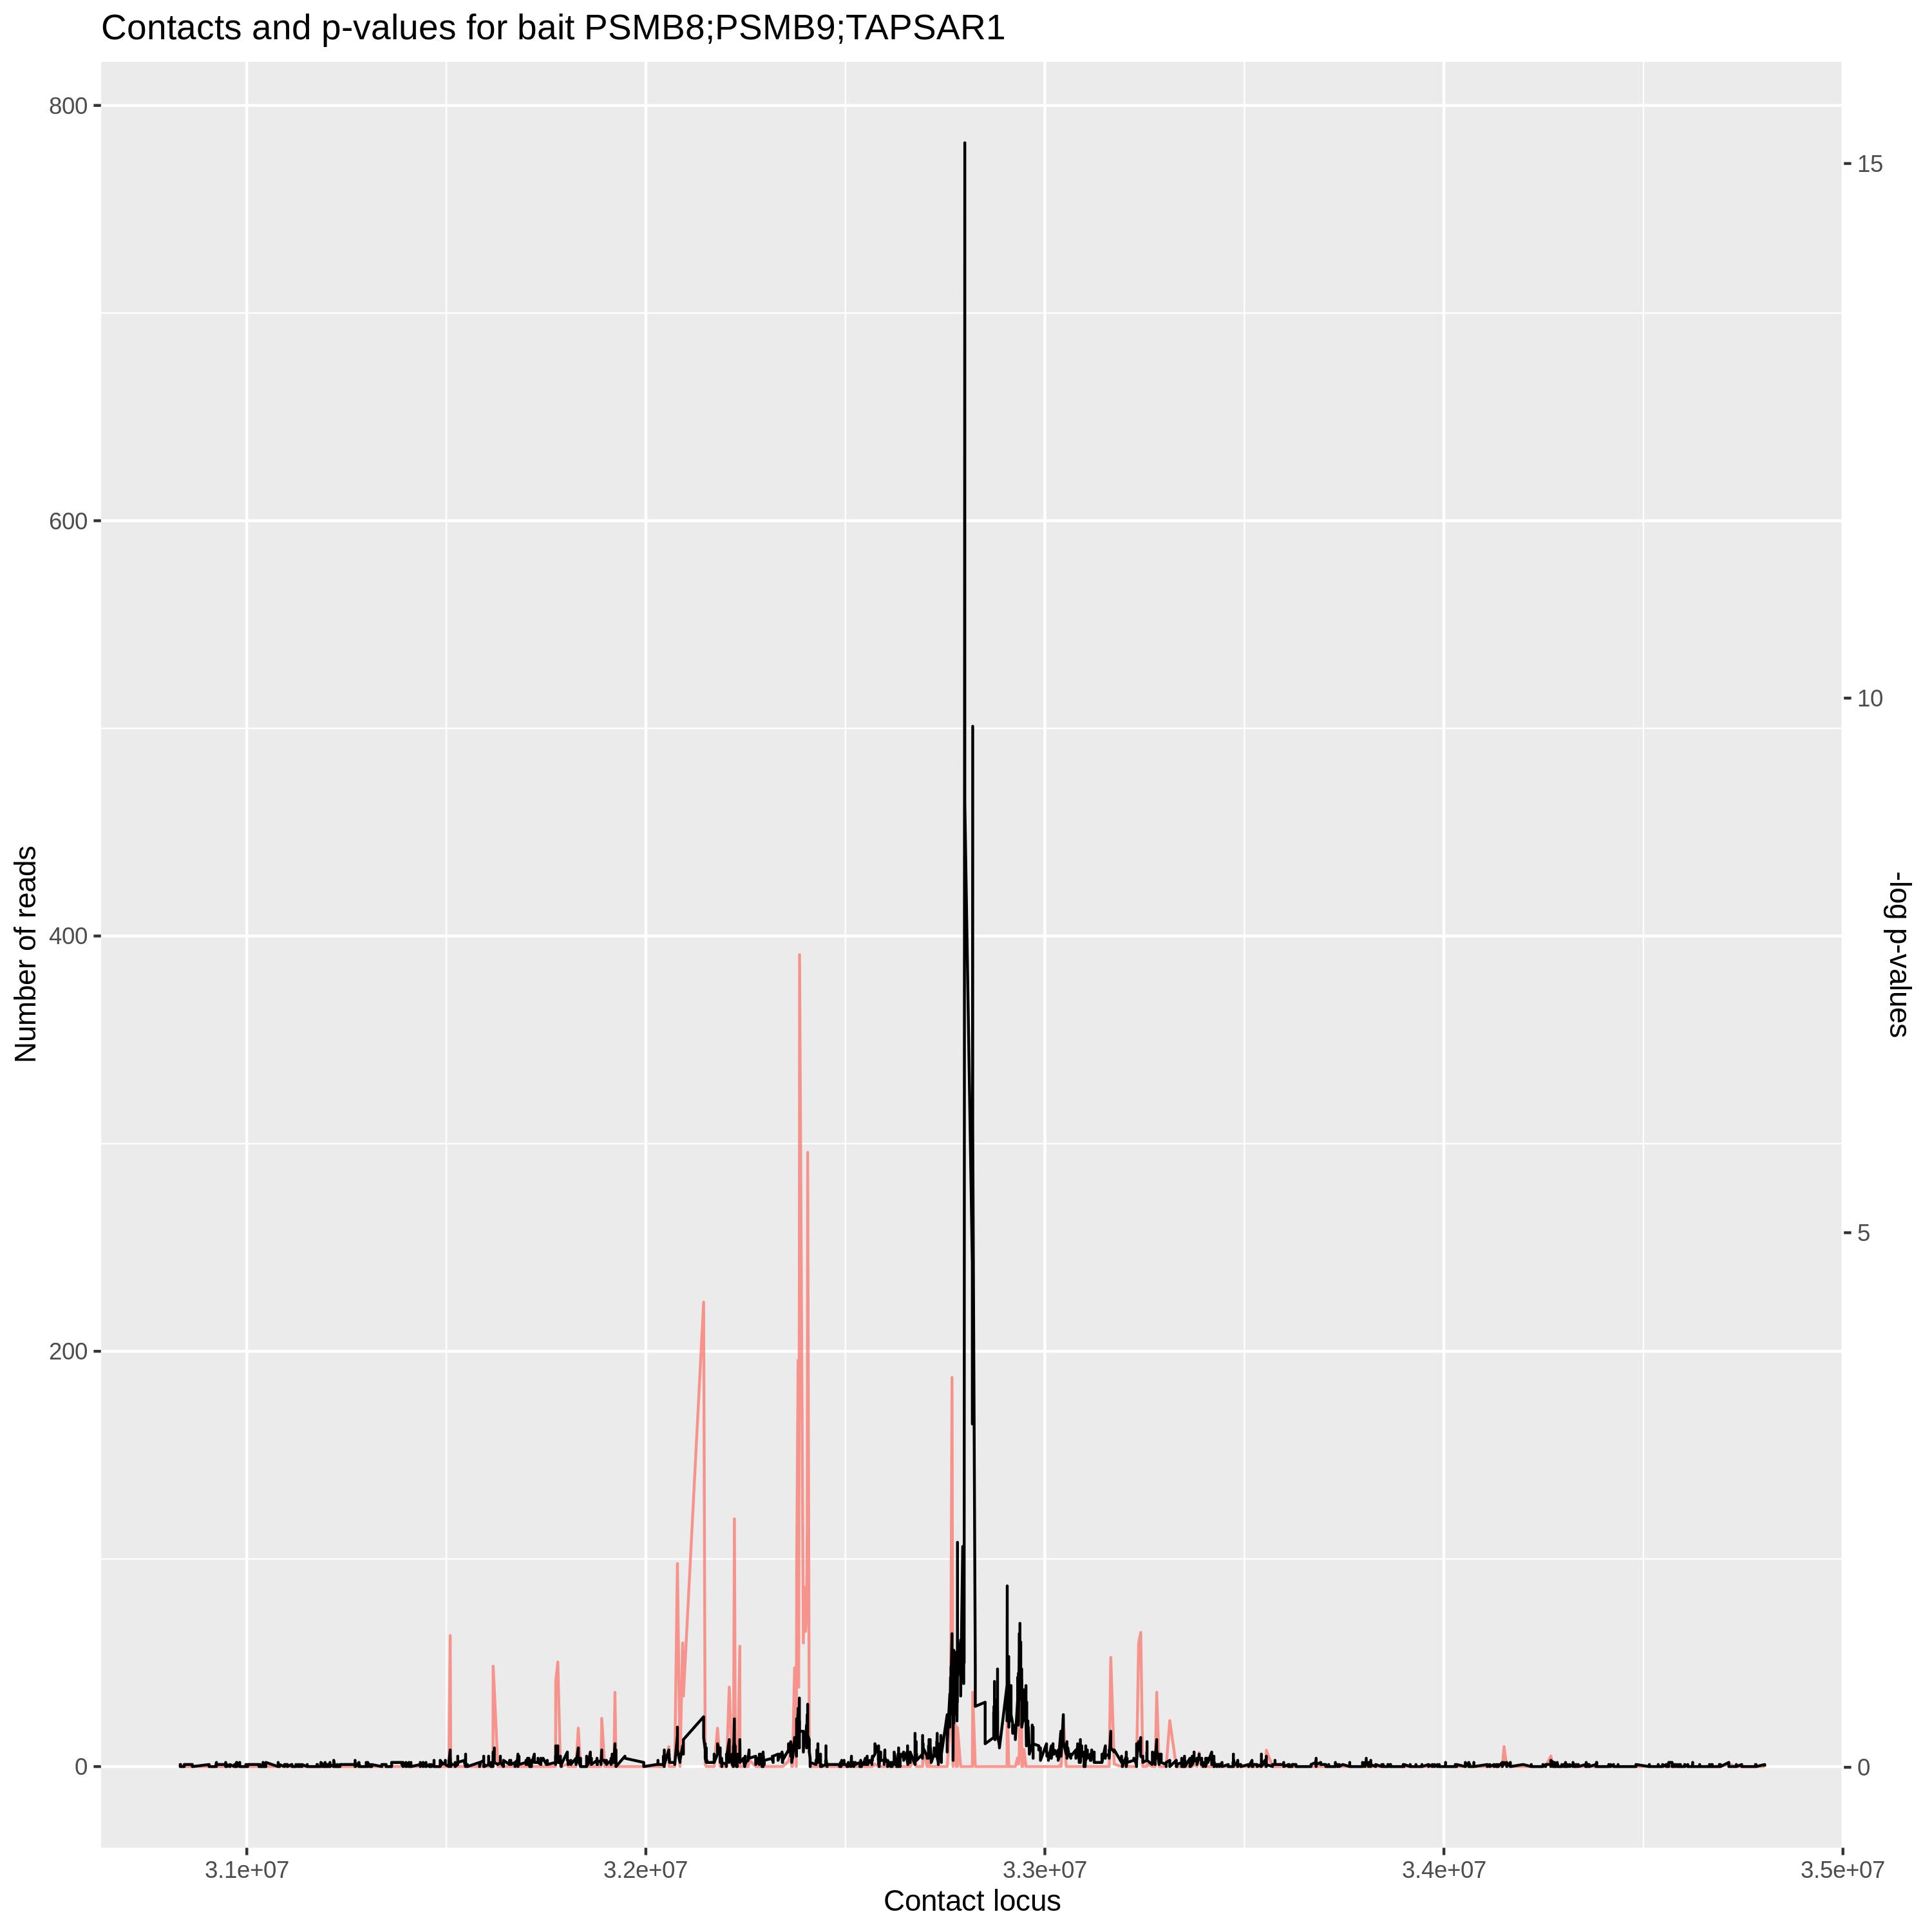 Contacts and p-values for bait PSMB8;PSMB9;TAPSAR1
800
600
400
200
0
Number of reads
15
10
5
0
-log p-values
3.1e+07
3.2e+07
3.3e+07
3.4e+07
3.5e+07
Contact locus